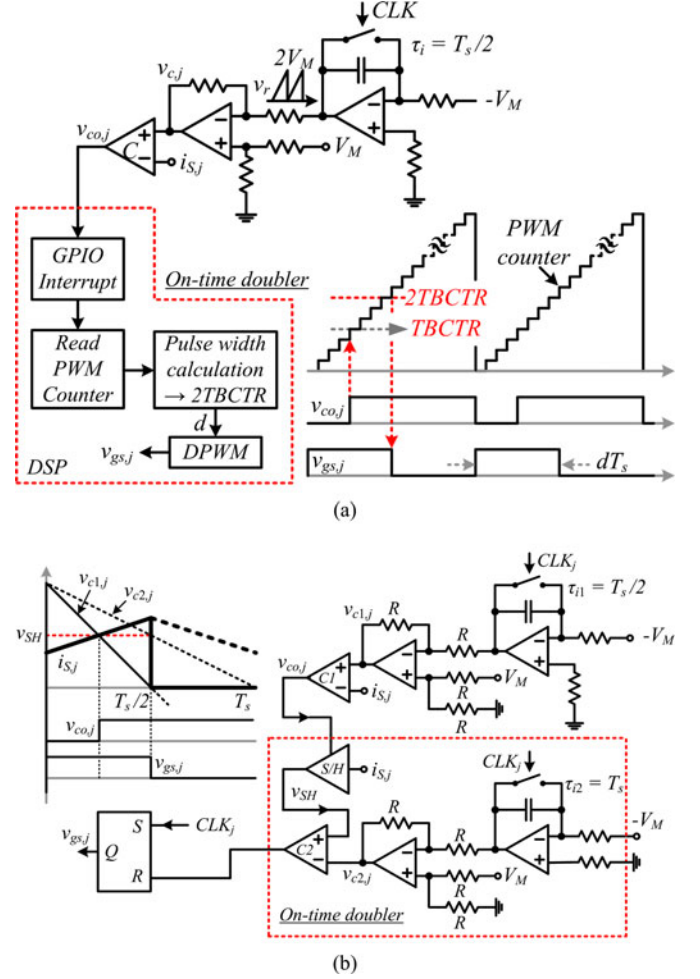 CLK
τi = Ts/2
2VM
vr
vc,j
-VM
vco,j
C
+
−
iS,j
−
+
VM
−
+
GPIO
Interrupt
On-time doubler
Read
PWM
Counter
Pulse width
calculation
→ 2TBCTR
d
DPWM
vgs,j
DSP
PWM
counter
2TBCTR
TBCTR
vco,j
vgs,j
dTs
(a)
vc1,j
vc2,j
vSH
iS,j
Ts/2
Ts
vco,j
vgs,j
CLKj
τi1 = Ts/2
vc1,j
R
R
-VM
vco,j
C1
+
−
iS,j
−
+
VM
R
−
+
S/H
iS,j
vSH
CLKj
τi2 = Ts
-VM
R
R
C2
+
−
vc2,j
−
+
VM
R
−
+
vgs,j
S
Q
R
CLKj
On-time doubler
(b)